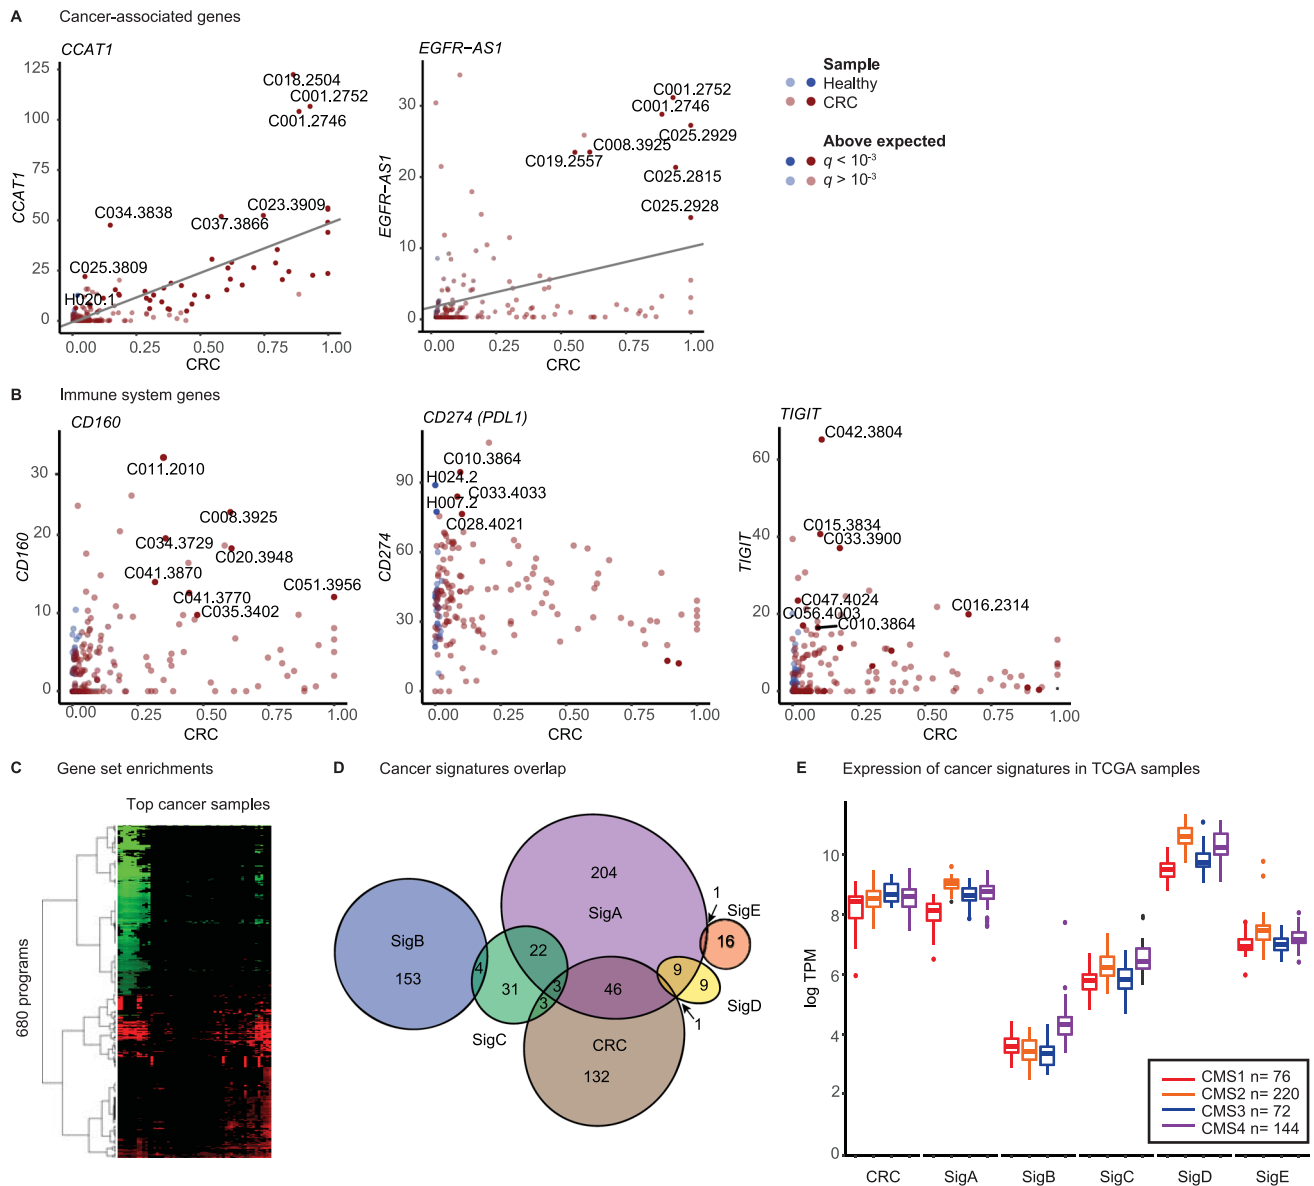 A Cancer-associated genes
CCAT1
125
100
75
50
25
0
CCAT1
C018.2504
C001.2752
C001.2746
C034.3838
C023.3909
C037.3866
C025.3809
H020.1
0.00 0.25 0.50 0.75 1.00
CRC
EGFR−AS1
30
20
10
0
EGFR−AS1
C001.2752
C001.2746
C025.2929
C008.3925
C019.2557
C025.2815
C025.2928
0.00 0.25 0.50 0.75 1.00
CRC
Sample
Healthy
CRC
Above expected
q < 10-3
q > 10-3
B Immune system genes
CD160
30
20
10
0
CD160
C011.2010
C008.3925
C034.3729
C020.3948
C041.3870
C051.3956
C041.3770
C035.3402
0.00 0.25 0.50 0.75 1.00
CRC
CD274 (PDL1)
90
60
30
0
CD274
C010.3864
H024.2
C033.4033
H007.2
C028.4021
0.00 0.25 0.50 0.75 1.00
CRC
TIGIT
60
40
20
0
TIGIT
C042.3804
C015.3834
C033.3900
C047.4024
C016.2314
C056.4003
C010.3864
0.00 0.25 0.50 0.75 1.00
CRC
C Gene set enrichments
Top cancer samples
680 programs
D Cancer signatures overlap
204
SigA
1
SigE
16
SigB
153
4
22
31
3
3
46
9
9
SigD
1
SigC
CRC
132
E Expression of cancer signatures in TCGA samples
10
8
6
4
2
0
log TPM
CMS1 n= 76
CMS2 n= 220
CMS3 n= 72
CMS4 n= 144
CRC SigA SigB SigC SigD SigE